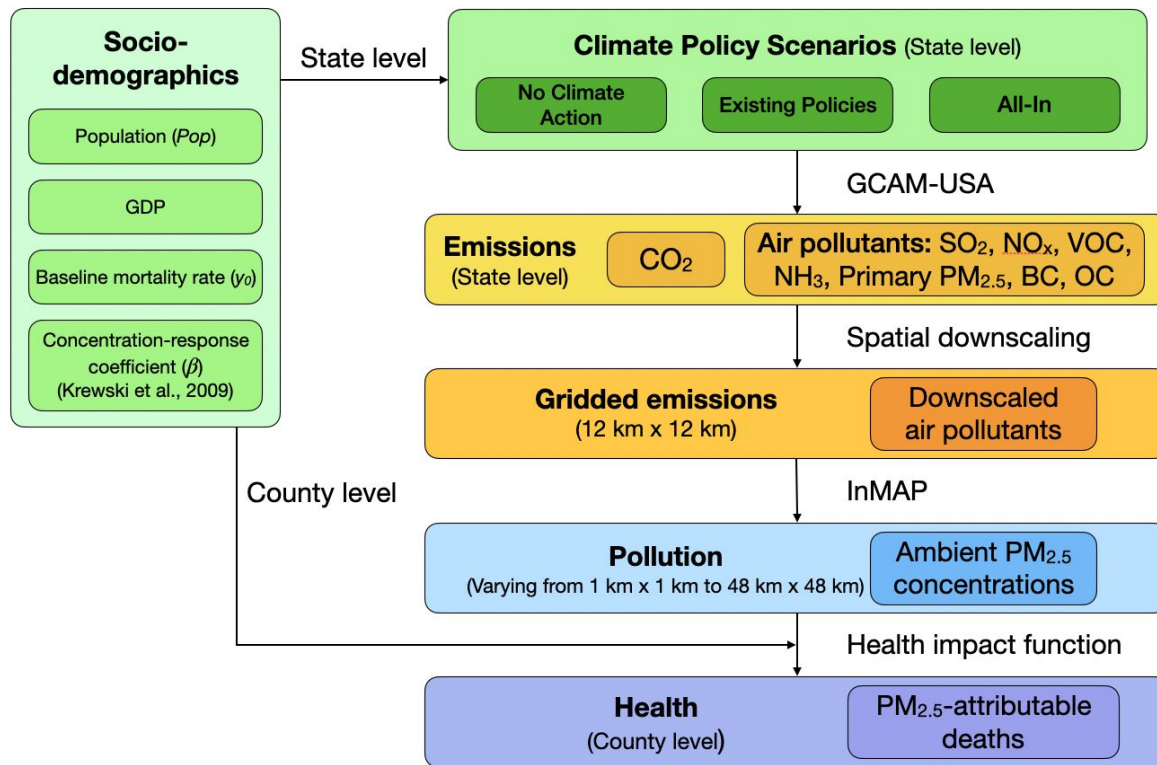 Socio-
demographics
Population (Pop)
GDP
Baseline mortality rate (y₀)
Concentration-response
coefficient (β)
(Krewski et al., 2009)
State level
County level
Climate Policy Scenarios (State level)
No Climate
Action
Existing Policies
All-In
GCAM-USA
Emissions
(State level)
CO₂
Air pollutants: SO₂, NOₓ, VOC,
NH₃, Primary PM₂.₅, BC, OC
Spatial downscaling
Gridded emissions
(12 km x 12 km)
Downscaled
air pollutants
InMAP
Pollution
(Varying from 1 km x 1 km to 48 km x 48 km)
Ambient PM₂.₅
concentrations
Health impact function
Health
(County level)
PM₂.₅-attributable
deaths